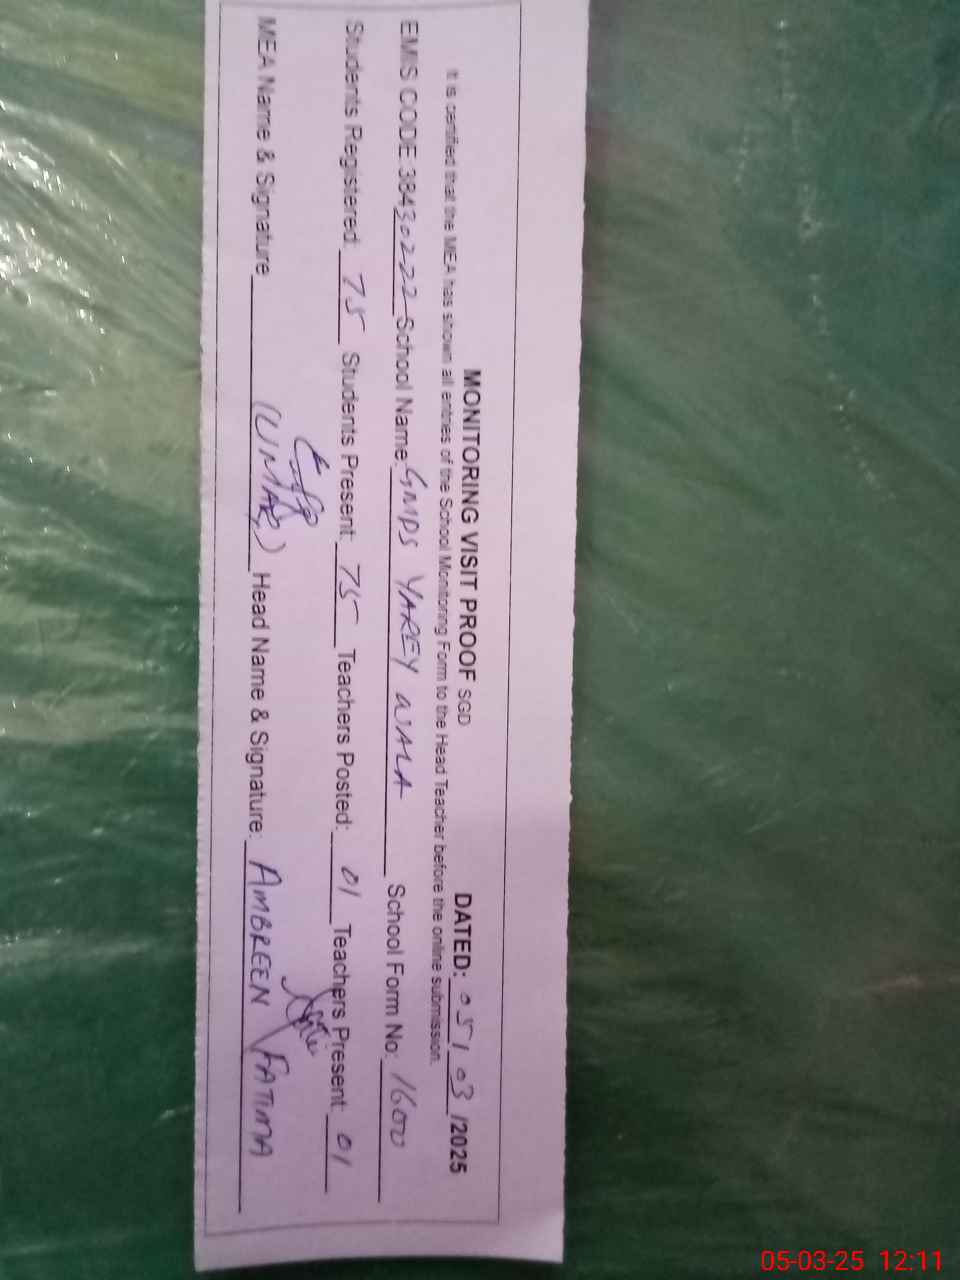 MONITORING VISIT PROOF SGD DATED: 05/03/2025
It is certified that the MEA has shown all entries of the School Monitoring Form to the Head Teacher before the online submission.
EMIS CODE 38430222 School Name: GMPS YAREY WALA School Form No: 1600
Students Registered: 75 Students Present: 75 Teachers Posted: 01 Teachers Present: 01
MEA Name & Signature (UMAR) Head Name & Signature: AMBREEN FATIMA
05-03-25 12:11